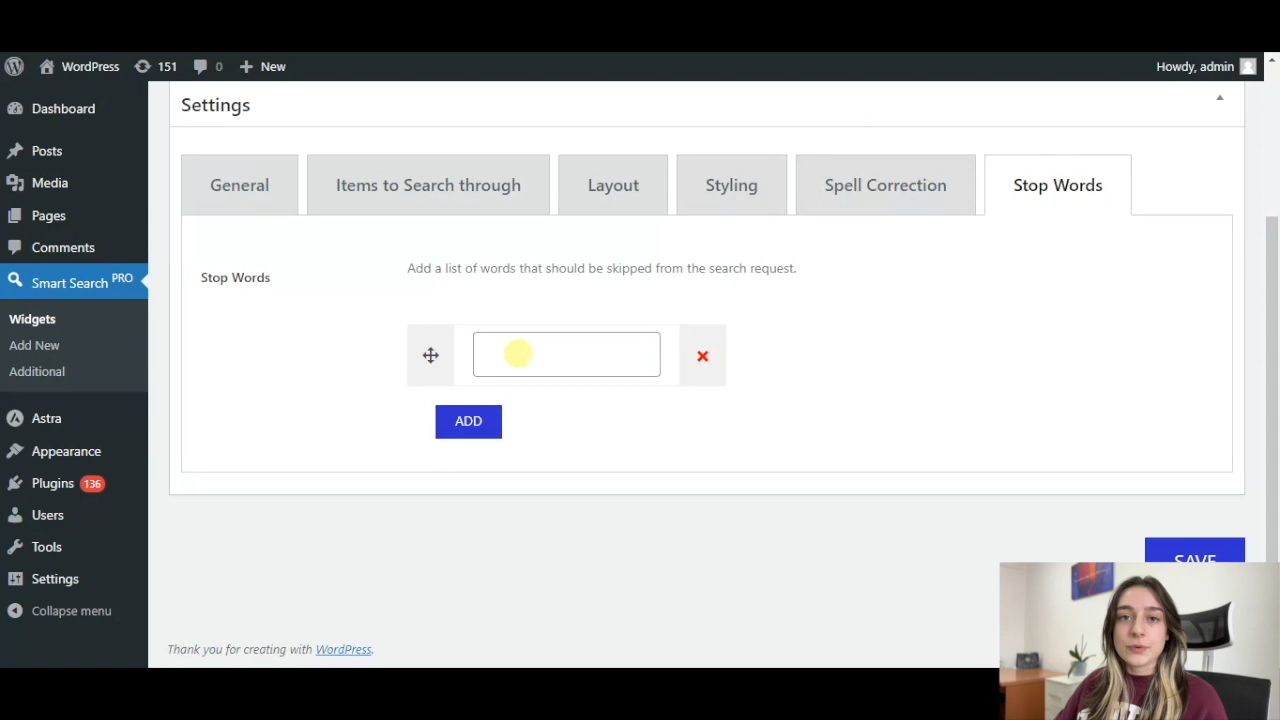 WordPress 151 0 New Howdy, admin
Dashboard
Posts
Media
Pages
Comments
Smart Search PRO
Widgets
Add New
Additional
Astra
Appearance
Plugins 136
Users
Tools
Settings
Collapse menu
Settings
General Items to Search through Layout Styling Spell Correction Stop Words
Stop Words
Add a list of words that should be skipped from the search request.
ADD
SAVE
Thank you for creating with WordPress.